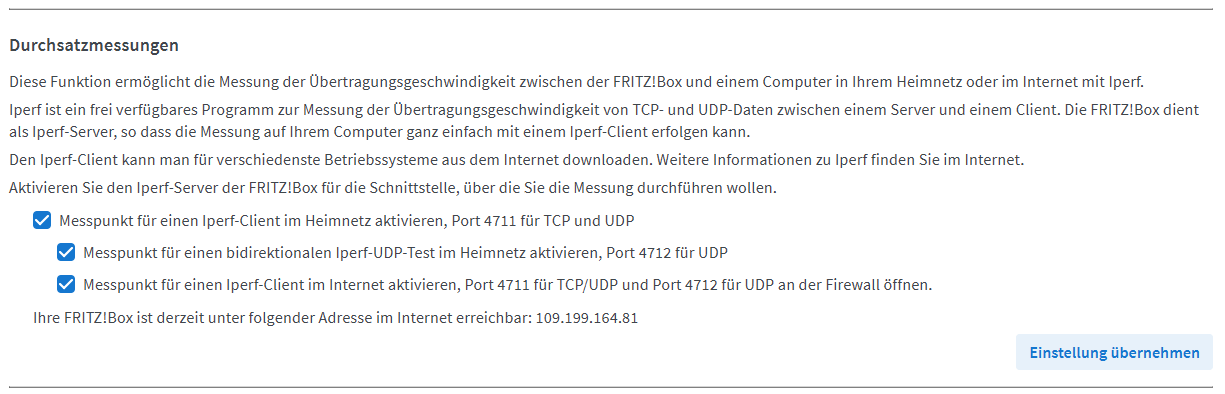 Durchsatzmessungen
Diese Funktion ermöglicht die Messung der Übertragungsgeschwindigkeit zwischen der FRITZ!Box und einem Computer in Ihrem Heimnetz oder im Internet mit Iperf.
Iperf ist ein frei verfügbares Programm zur Messung der Übertragungsgeschwindigkeit von TCP- und UDP-Daten zwischen einem Server und einem Client. Die FRITZ!Box dient
als Iperf-Server, so dass die Messung auf Ihrem Computer ganz einfach mit einem Iperf-Client erfolgen kann.
Den Iperf-Client kann man für verschiedenste Betriebssysteme aus dem Internet downloaden. Weitere Informationen zu Iperf finden Sie im Internet.
Aktivieren Sie den Iperf-Server der FRITZ!Box für die Schnittstelle, über die Sie die Messung durchführen wollen.
Messpunkt für einen Iperf-Client im Heimnetz aktivieren, Port 4711 für TCP und UDP
Messpunkt für einen bidirektionalen Iperf-UDP-Test im Heimnetz aktivieren, Port 4712 für UDP
Messpunkt für einen Iperf-Client im Internet aktivieren, Port 4711 für TCP/UDP und Port 4712 für UDP an der Firewall öffnen.
Ihre FRITZ!Box ist derzeit unter folgender Adresse im Internet erreichbar: 109.199.164.81
Einstellung übernehmen